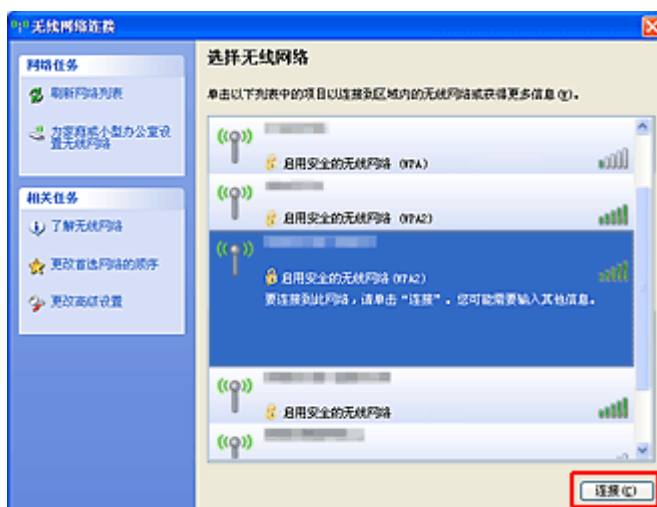 无线网络连接
网络任务
刷新网络列表
为家庭或小型办公室设
置无线网络
相关任务
了解无线网络
更改首选网络的顺序
更改高级设置
选择无线网络
单击以下列表中的项目以连接到区域内的无线网络或获得更多信息(W)。
启用安全的无线网络 (WPA)
启用安全的无线网络 (WPA2)
启用安全的无线网络 (WPA2)
要连接到此网络，请单击“连接”。您可能需要输入其他信息。
启用安全的无线网络
连接(C)